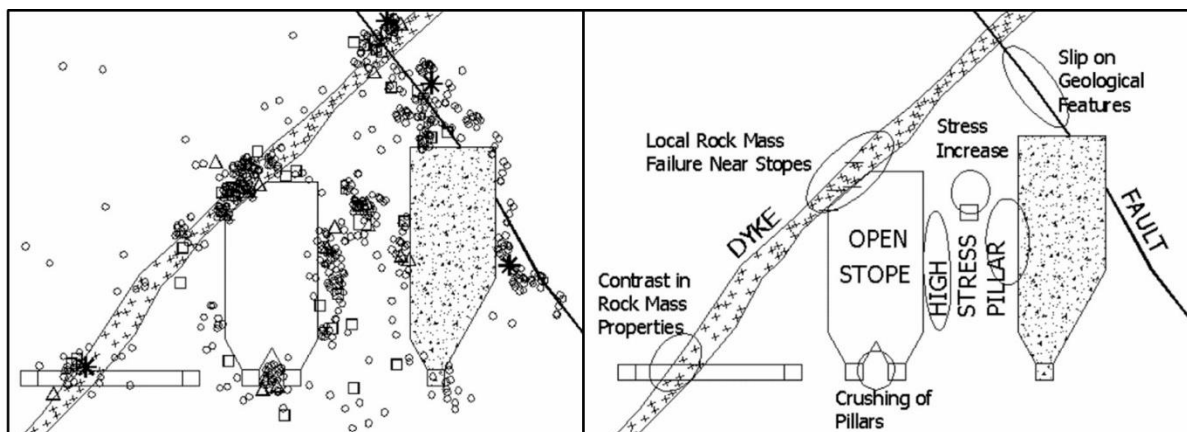 Slip on
Geological
Features
Local Rock Mass
Failure Near Stopes
Stress
Increase
DYKE
FAULT
OPEN
STOPE
HIGH
STRESS
PILLAR
Contrast in
Rock Mass
Properties
Crushing of
Pillars